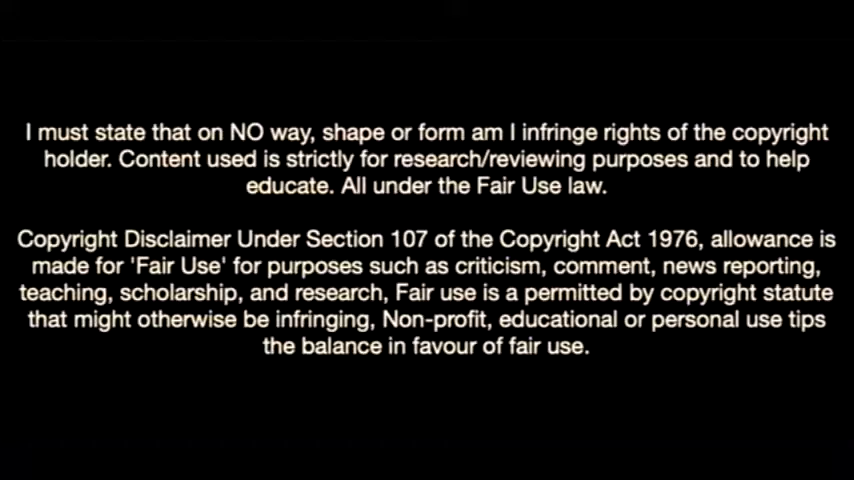 I must state that on NO way, shape or form am I infringe rights of the copyright
holder. Content used is strictly for research/reviewing purposes and to help
educate. All under the Fair Use law.
Copyright Disclaimer Under Section 107 of the Copyright Act 1976, allowance is
made for 'Fair Use' for purposes such as criticism, comment, news reporting,
teaching, scholarship, and research, Fair use is a permitted by copyright statute
that might otherwise be infringing, Non-profit, educational or personal use tips
the balance in favour of fair use.